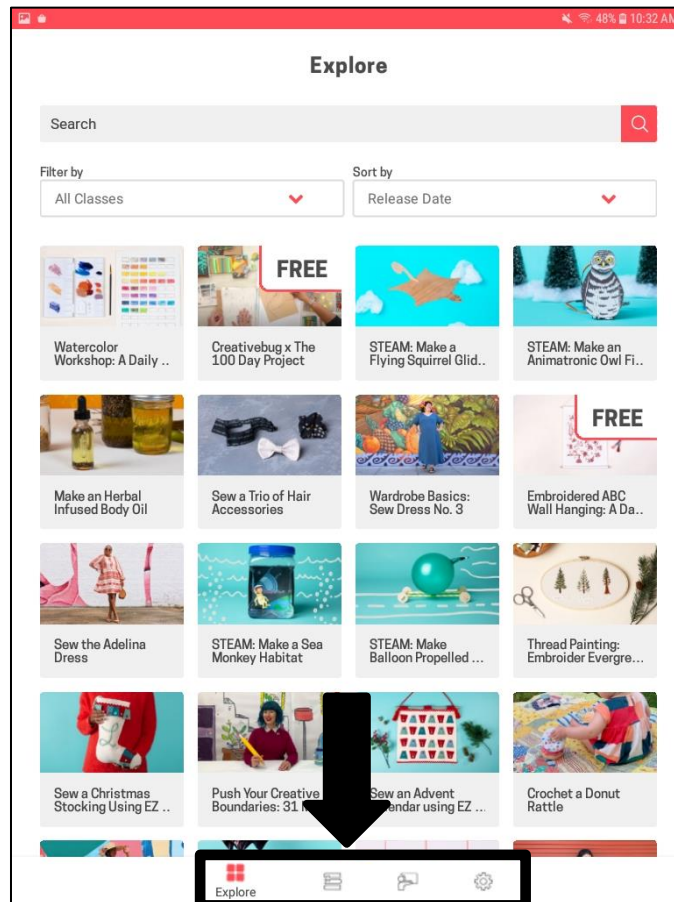 48% 10:32 AM
Explore
Search
Filter by
Sort by
All Classes
Release Date
FREE
Watercolor
Workshop: A Daily ..
Creativebug x The
100 Day Project
STEAM: Make a
Flying Squirrel Glid..
STEAM: Make an
Animatronic Owl Fi..
FREE
Make an Herbal
Infused Body Oil
Sew a Trio of Hair
Accessories
Wardrobe Basics:
Sew Dress No. 3
Embroidered ABC
Wall Hanging: A Da..
Sew the Adelina
Dress
STEAM: Make a Sea
Monkey Habitat
STEAM: Make
Balloon Propelled ...
Thread Painting:
Embroider Evergre...
L
Sew a Christmas
Stocking Using EZ ..
Push Your Creative
Boundaries: 31
Sew an Advent
using EZ ...
Crochet a Donut
Rattle
Explore